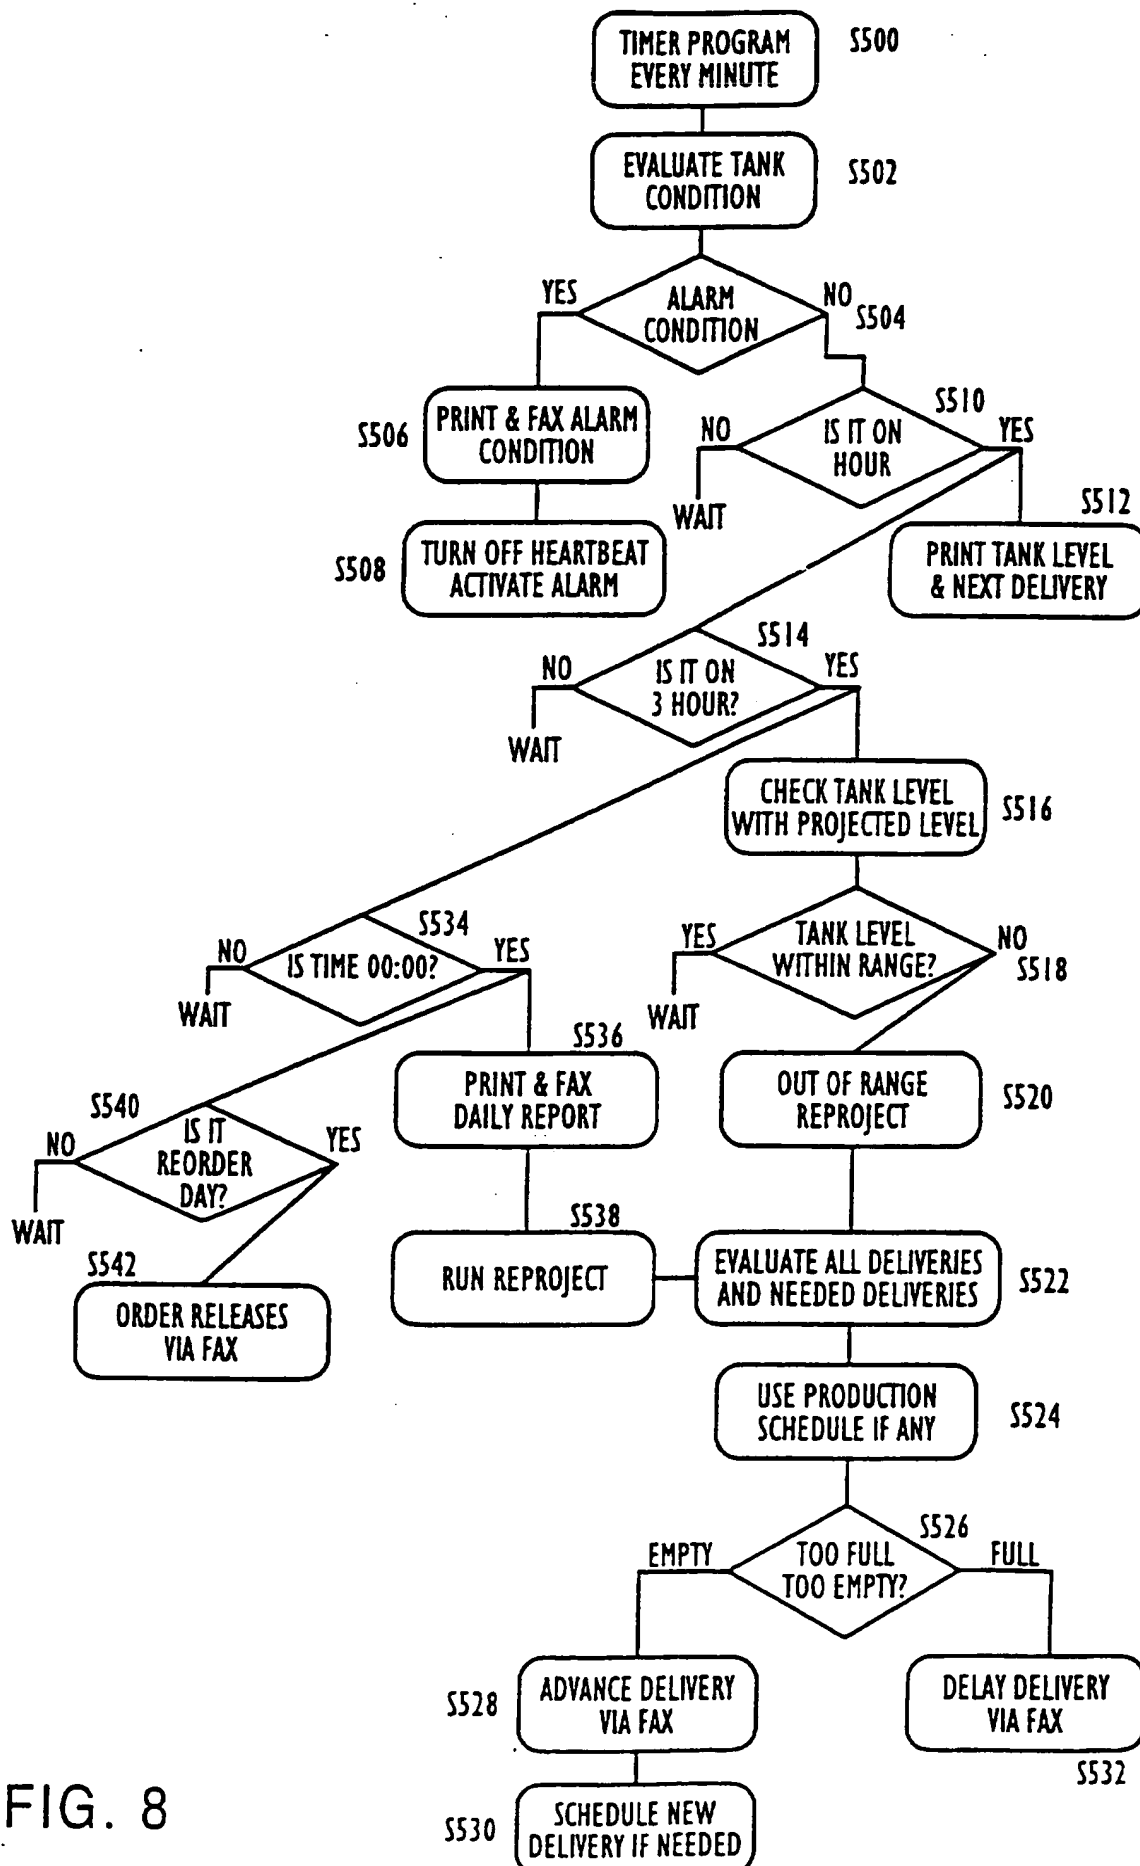 TIMER PROGRAM
EVERY MINUTE
S500
EVALUATE TANK
CONDITION
S502
YES
ALARM
CONDITION
NO
S504
PRINT & FAX ALARM
CONDITION
S506
NO
IS IT ON
HOUR
S510
YES
WAIT
S512
TURN OFF HEARTBEAT
ACTIVATE ALARM
S508
PRINT TANK LEVEL
& NEXT DELIVERY
S514
NO
IS IT ON
3 HOUR?
YES
WAIT
CHECK TANK LEVEL
WITH PROJECTED LEVEL
S516
S534
NO
IS TIME 00:00?
YES
WAIT
YES
TANK LEVEL
WITHIN RANGE?
NO
S518
WAIT
S536
PRINT & FAX
DAILY REPORT
OUT OF RANGE
REPROJECT
S520
S540
NO
IS IT
REORDER
DAY?
YES
WAIT
S538
RUN REPROJECT
EVALUATE ALL DELIVERIES
AND NEEDED DELIVERIES
S522
S542
ORDER RELEASES
VIA FAX
USE PRODUCTION
SCHEDULE IF ANY
S524
S526
EMPTY
TOO FULL
TOO EMPTY?
FULL
S528
ADVANCE DELIVERY
VIA FAX
DELAY DELIVERY
VIA FAX
S532
S530
SCHEDULE NEW
DELIVERY IF NEEDED
FIG. 8